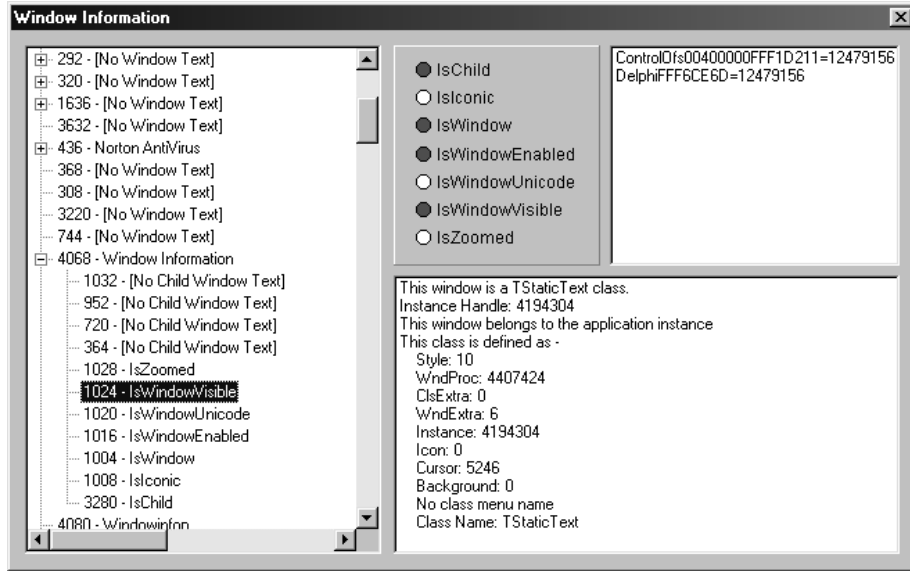 Window Information
292 - [No Window Text]
320 - [No Window Text]
1636 - [No Window Text]
3632 - [No Window Text]
436 - Norton AntiVirus
368 - [No Window Text]
308 - [No Window Text]
3220 - [No Window Text]
744 - [No Window Text]
4068 - Window Information
1032 - [No Child Window Text]
952 - [No Child Window Text]
720 - [No Child Window Text]
364 - [No Child Window Text]
1028 - IsZoomed
1024 - IsWindowVisible
1020 - IsWindowUnicode
1016 - IsWindowEnabled
1004 - IsWindow
1008 - IsIconic
3280 - IsChild
4080 - Windowinfon
IsChild
IsIconic
IsWindow
IsWindowEnabled
IsWindowUnicode
IsWindowVisible
IsZoomed
ControlOfs00400000FFF1D211=12479156
DelphiFFF6CE6D=12479156
This window is a TStaticText class.
Instance Handle: 4194304
This window belongs to the application instance
This class is defined as -
Style: 10
WndProc: 4407424
ClsExtra: 0
WndExtra: 6
Instance: 4194304
Icon: 0
Cursor: 5246
Background: 0
No class menu name
Class Name: TStaticText